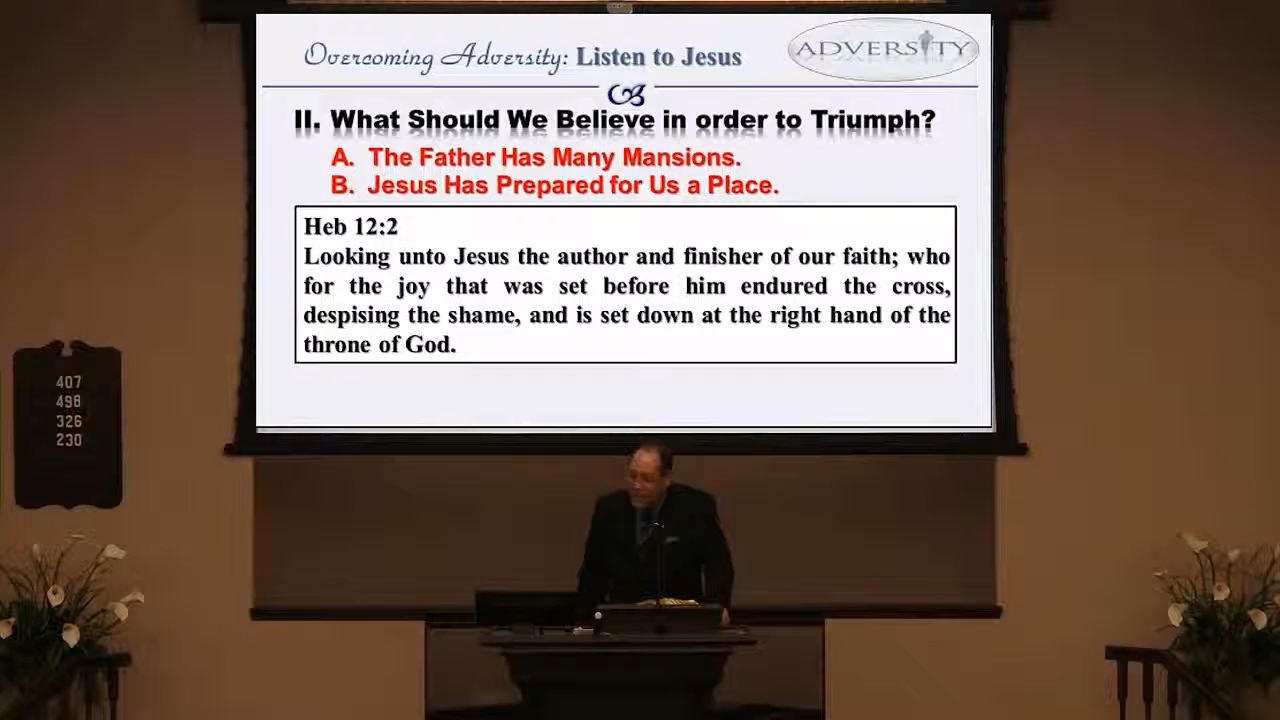 Overcoming Adversity: Listen to Jesus
ADVERSITY
II. What Should We Believe in order to Triumph?
A. The Father Has Many Mansions.
B. Jesus Has Prepared for Us a Place.
Heb 12:2
Looking unto Jesus the author and finisher of our faith; who
for the joy that was set before him endured the cross,
despising the shame, and is set down at the right hand of the
throne of God.
407
498
326
230